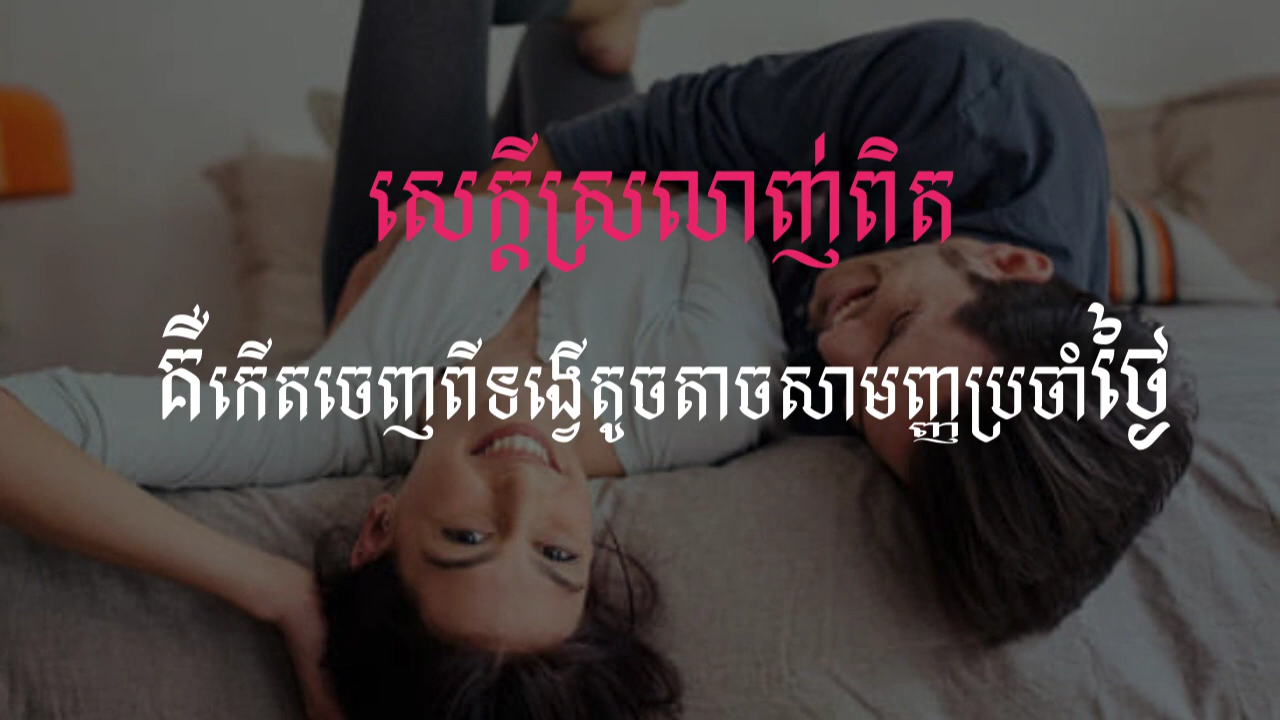 សេក្ដីស្រលាញ់ពិត
គឺកើតចេញពីទង្វើតូចតាចសាមញ្ញប្រចាំថ្ងៃ